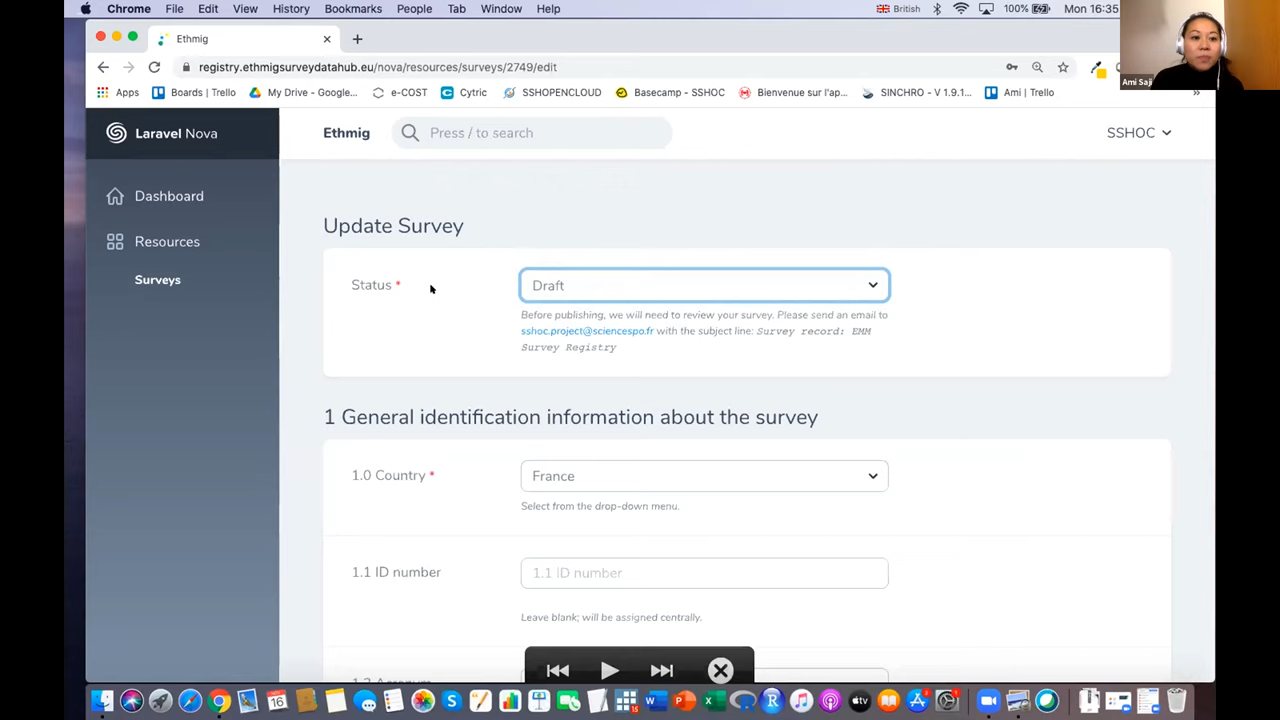 Chrome File Edit View History Bookmarks People Tab Window Help British 100% Mon 16:35
Ethmig
registry.ethmigsurveydatahub.eu/nova/resources/surveys/2749/edit
Apps Boards | Trello My Drive - Google... e-COST Cytric SSHOPENCLOUD Basecamp - SSHOC Bienvenue sur l'ap... SINCHRO - V 1.9.1... Ami | Trello »
Laravel Nova
Ethmig
Press / to search
SSHOC
Dashboard
Resources
Surveys
Update Survey
Status *
Draft
Before publishing, we will need to review your survey. Please send an email to
sshoc.project@sciencespo.fr with the subject line: Survey record: EMM
Survey Registry
1 General identification information about the survey
1.0 Country *
France
Select from the drop-down menu.
1.1 ID number
1.1 ID number
Leave blank; will be assigned centrally.
16